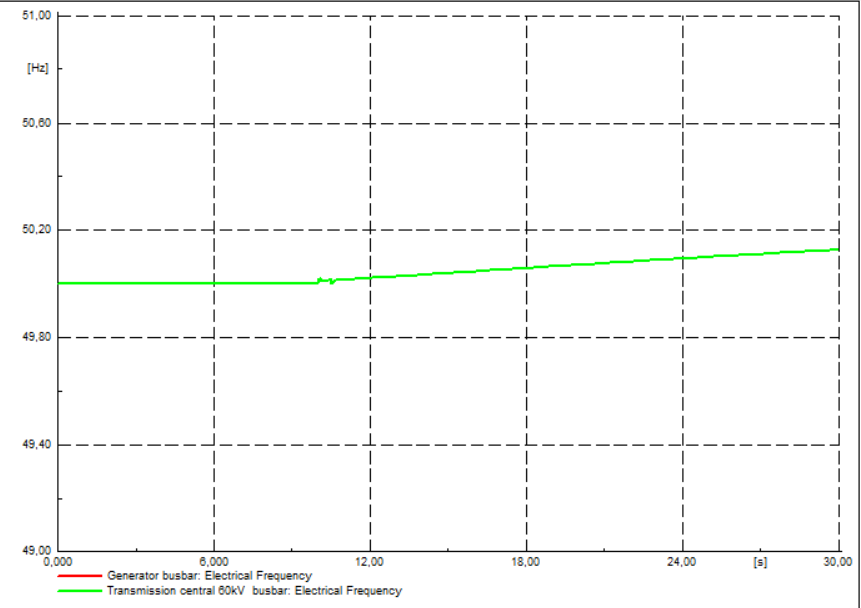 51,00
[Hz]
50,60
50,20
49,80
49,40
49,00
0,000 6,000 12,00 18,00 24,00 [s] 30,00
Generator busbar: Electrical Frequency
Transmission central 60kV  busbar: Electrical Frequency